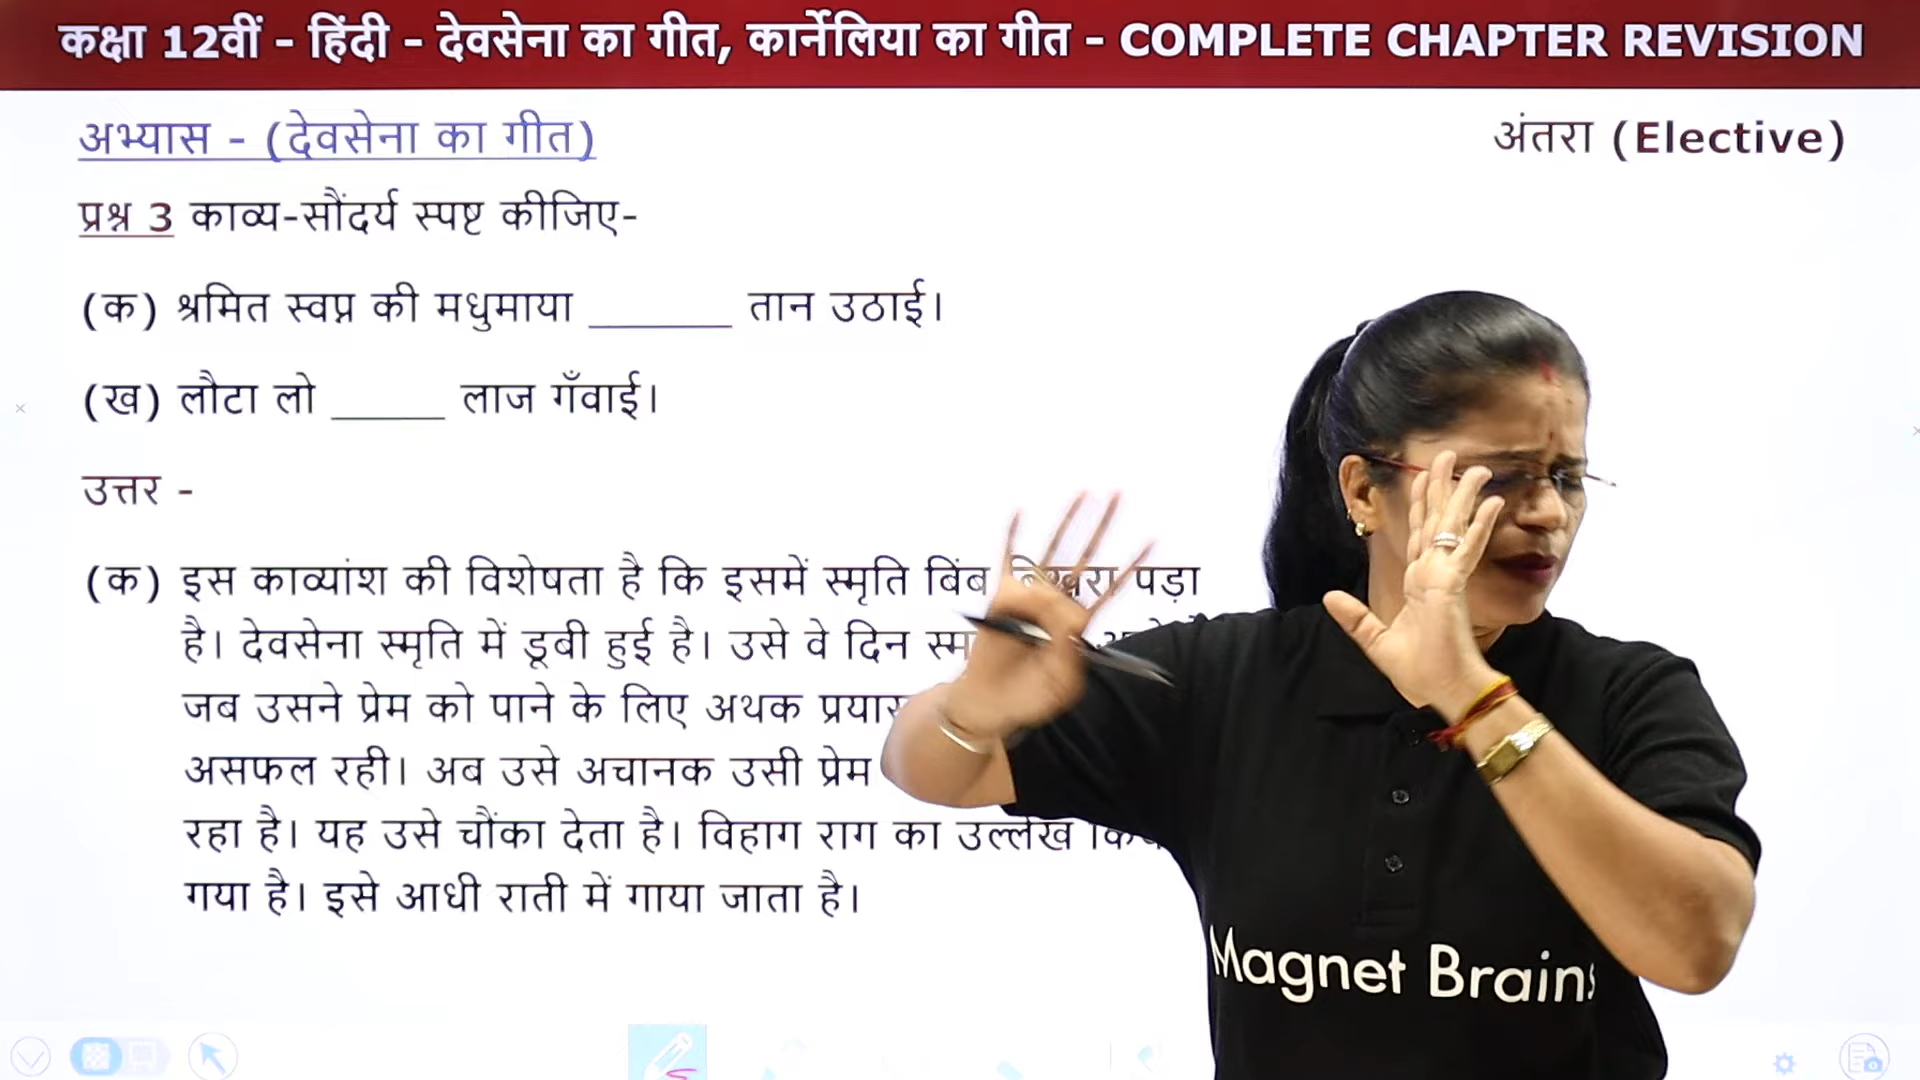 कक्षा 12वीं - हिंदी - देवसेना का गीत, कार्नेलिया का गीत - COMPLETE CHAPTER REVISION
अभ्यास - (देवसेना का गीत)
अंतरा (Elective)
प्रश्न 3 काव्य-सौंदर्य स्पष्ट कीजिए-
(क) श्रमित स्वप्न की मधुमाया ______ तान उठाई।
(ख) लौटा लो _____ लाज गँवाई।
उत्तर -
(क) इस काव्यांश की विशेषता है कि इसमें स्मृति बिंब बिखरा पड़ा
है। देवसेना स्मृति में डूबी हुई है। उसे वे दिन
जब उसने प्रेम को पाने के लिए अथक
असफल रही। अब उसे अचानक उसी प्रेम
रहा है। यह उसे चौंका देता है। विहाग राग का उल्लेख
गया है। इसे आधी राती में गाया जाता है।
Magnet Brains